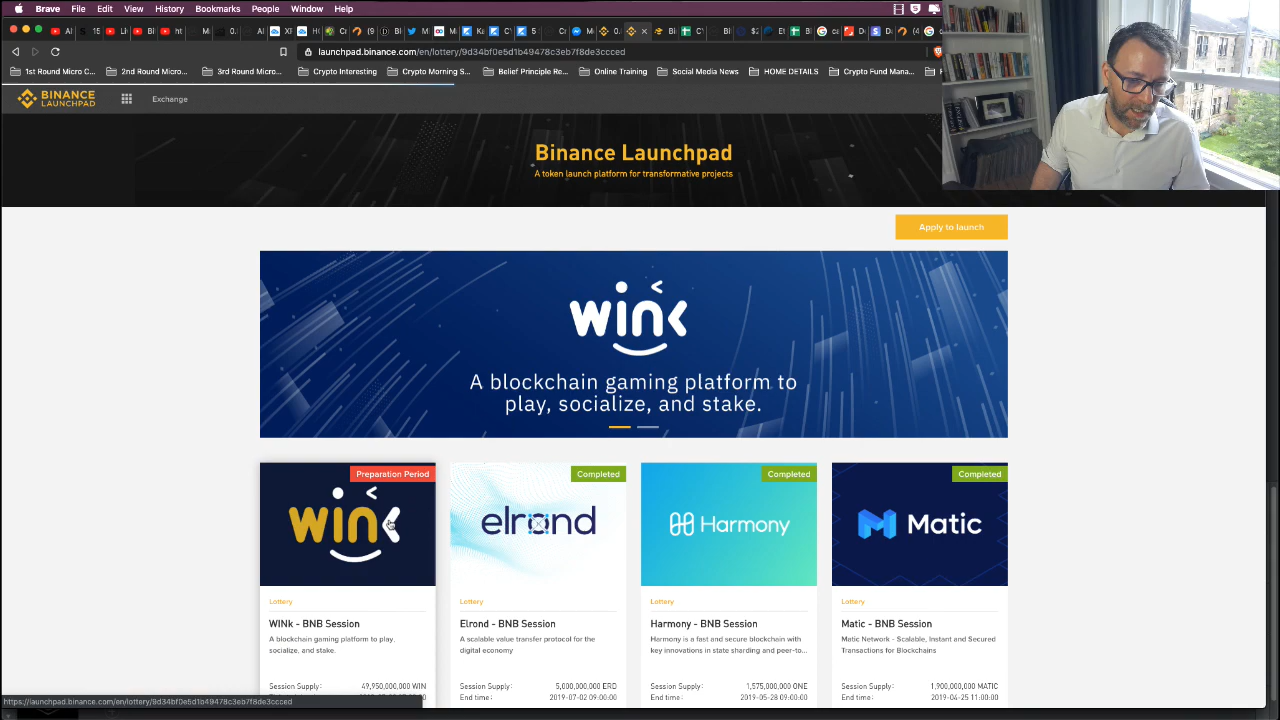 Brave File Edit View History Bookmarks People Window Help
launchpad.binance.com/en/lottery/9d34bf0e5d1b49478c3eb7f8de3ccced
1st Round Micro C... 2nd Round Micro... 3rd Round Micro... Crypto Interesting Crypto Morning S... Belief Principle Re... Online Training Social Media News HOME DETAILS Crypto Fund Mana...
BINANCE
LAUNCHPAD
Exchange
Binance Launchpad
A token launch platform for transformative projects
Apply to launch
wink
A blockchain gaming platform to
play, socialize, and stake.
Preparation Period Completed Completed Completed
wink elrond Harmony Matic
Lottery Lottery Lottery Lottery
WINk - BNB Session Elrond - BNB Session Harmony - BNB Session Matic - BNB Session
A blockchain gaming platform to play, A scalable value transfer protocol for the Harmony is a fast and secure blockchain with Matic Network - Scalable, Instant and Secured
socialize, and stake. digital economy key innovations in state sharding and peer-to... Transactions for Blockchains
Session Supply: 49,950,000,000 WIN Session Supply: 5,000,000,000 ERD Session Supply: 1,575,000,000 ONE Session Supply: 1,900,000,000 MATIC
End time: 2019-07-02 09:00:00 End time: 2019-05-28 09:00:00 End time: 2019-04-25 11:00:00
https://launchpad.binance.com/en/lottery/9d34bf0e5d1b49478c3eb7f8de3ccced